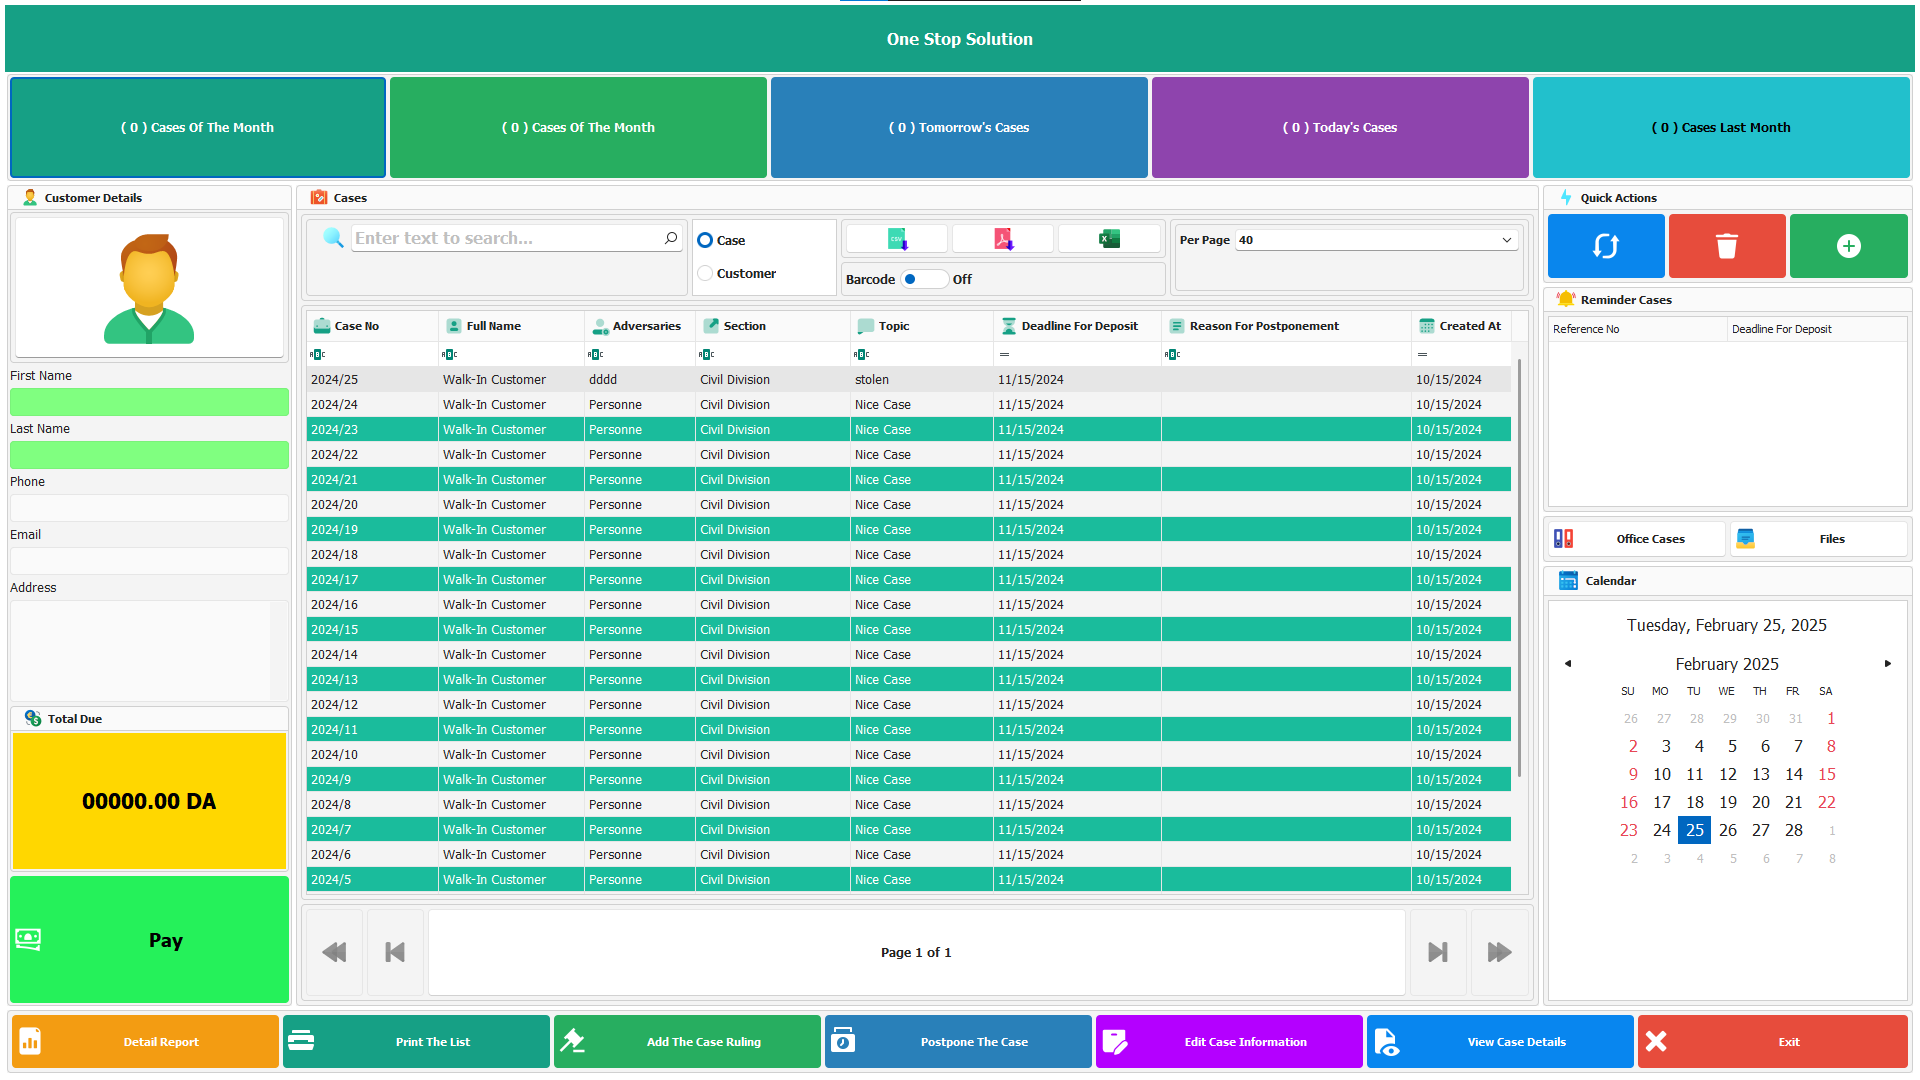 One Stop Solution
( 0 ) Cases Of The Month
( 0 ) Cases Of The Month
( 0 ) Tomorrow's Cases
( 0 ) Today's Cases
( 0 ) Cases Last Month
Customer Details
First Name
Last Name
Phone
Email
Address
Total Due
00000.00 DA
Pay
Cases
Enter text to search...
Case
Customer
CSV
Barcode Off
Per Page 40
Case No Full Name Adversaries Section Topic Deadline For Deposit Reason For Postponement Created At
ABC ABC ABC ABC ABC = ABC =
2024/25 Walk-In Customer dddd Civil Division stolen 11/15/2024 10/15/2024
2024/24 Walk-In Customer Personne Civil Division Nice Case 11/15/2024 10/15/2024
2024/23 Walk-In Customer Personne Civil Division Nice Case 11/15/2024 10/15/2024
2024/22 Walk-In Customer Personne Civil Division Nice Case 11/15/2024 10/15/2024
2024/21 Walk-In Customer Personne Civil Division Nice Case 11/15/2024 10/15/2024
2024/20 Walk-In Customer Personne Civil Division Nice Case 11/15/2024 10/15/2024
2024/19 Walk-In Customer Personne Civil Division Nice Case 11/15/2024 10/15/2024
2024/18 Walk-In Customer Personne Civil Division Nice Case 11/15/2024 10/15/2024
2024/17 Walk-In Customer Personne Civil Division Nice Case 11/15/2024 10/15/2024
2024/16 Walk-In Customer Personne Civil Division Nice Case 11/15/2024 10/15/2024
2024/15 Walk-In Customer Personne Civil Division Nice Case 11/15/2024 10/15/2024
2024/14 Walk-In Customer Personne Civil Division Nice Case 11/15/2024 10/15/2024
2024/13 Walk-In Customer Personne Civil Division Nice Case 11/15/2024 10/15/2024
2024/12 Walk-In Customer Personne Civil Division Nice Case 11/15/2024 10/15/2024
2024/11 Walk-In Customer Personne Civil Division Nice Case 11/15/2024 10/15/2024
2024/10 Walk-In Customer Personne Civil Division Nice Case 11/15/2024 10/15/2024
2024/9 Walk-In Customer Personne Civil Division Nice Case 11/15/2024 10/15/2024
2024/8 Walk-In Customer Personne Civil Division Nice Case 11/15/2024 10/15/2024
2024/7 Walk-In Customer Personne Civil Division Nice Case 11/15/2024 10/15/2024
2024/6 Walk-In Customer Personne Civil Division Nice Case 11/15/2024 10/15/2024
2024/5 Walk-In Customer Personne Civil Division Nice Case 11/15/2024 10/15/2024
Page 1 of 1
Quick Actions
Reminder Cases
Reference No Deadline For Deposit
Office Cases
Files
Calendar
Tuesday, February 25, 2025
February 2025
SU MO TU WE TH FR SA
26 27 28 29 30 31 1
2 3 4 5 6 7 8
9 10 11 12 13 14 15
16 17 18 19 20 21 22
23 24 25 26 27 28 1
2 3 4 5 6 7 8
Detail Report
Print The List
Add The Case Ruling
Postpone The Case
Edit Case Information
View Case Details
Exit